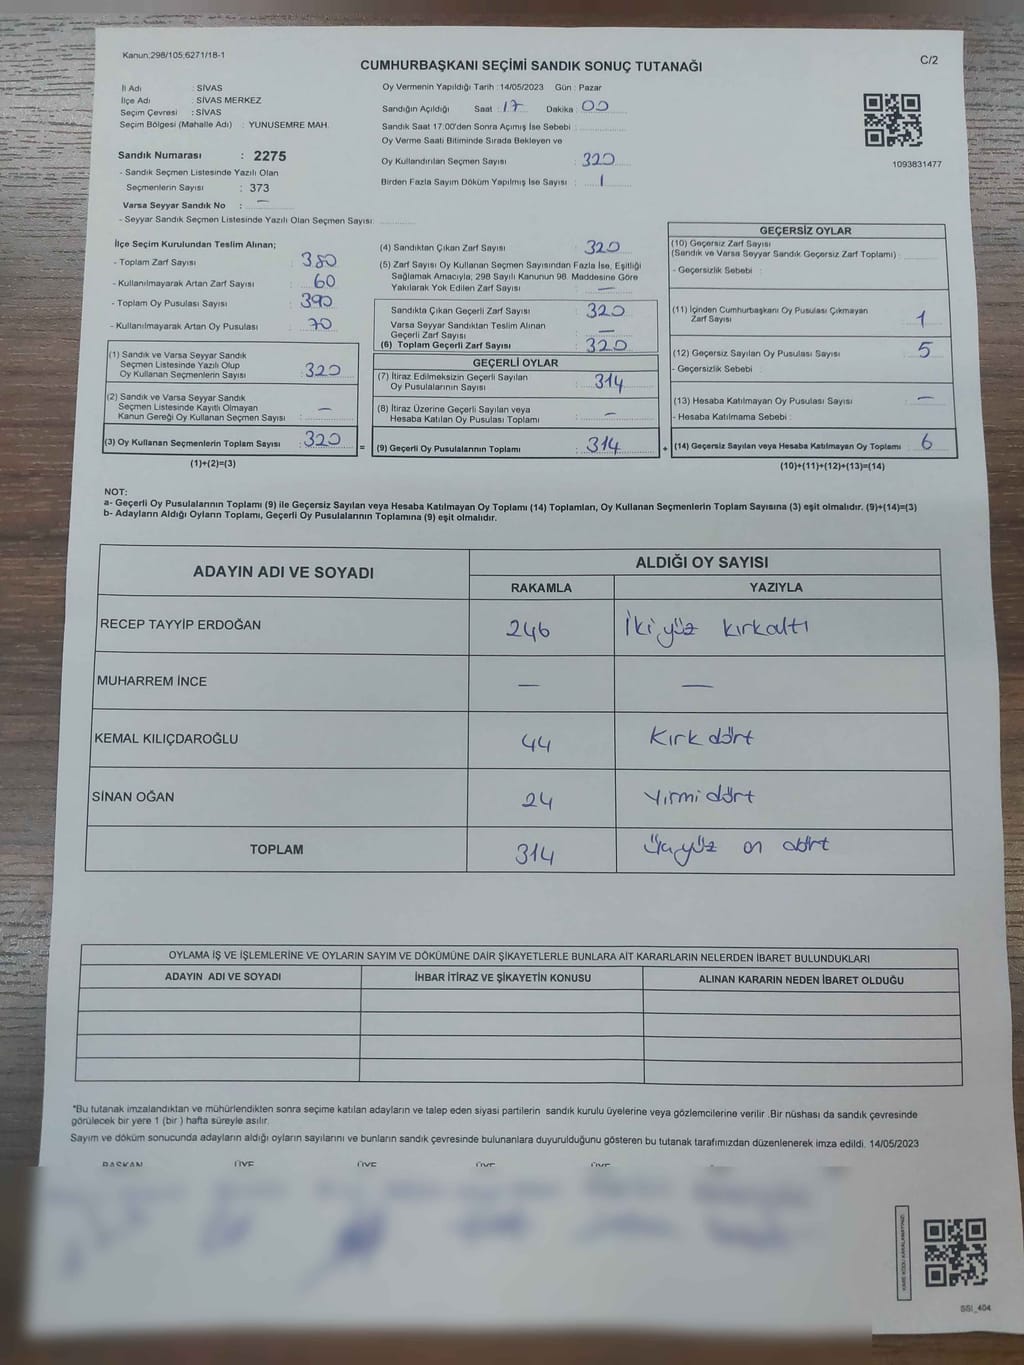 Kanun:298/105,6271/18-1
C/2
CUMHURBAŞKANI SEÇİMİ SANDIK SONUÇ TUTANAĞI
İl Adı : SİVAS
İlçe Adı : SİVAS MERKEZ
Seçim Çevresi : SİVAS
Seçim Bölgesi (Mahalle Adı) : YUNUSEMRE MAH.
Sandık Numarası : 2275
- Sandık Seçmen Listesinde Yazılı Olan
Seçmenlerin Sayısı : 373
Varsa Seyyar Sandık No : —
- Seyyar Sandık Seçmen Listesinde Yazılı Olan Seçmen Sayısı:
Oy Vermenin Yapıldığı Tarih : 14/05/2023 Gün : Pazar
Sandığın Açıldığı Saat : 17 Dakika : 00
Sandık Saat 17:00'den Sonra Açımış İse Sebebi :
Oy Verme Saati Bitiminde Sırada Bekleyen ve
Oy Kullandırılan Seçmen Sayısı : 320
Birden Fazla Sayım Döküm Yapılmış İse Sayısı : 1
1093831477
İlçe Seçim Kurulundan Teslim Alınan;
- Toplam Zarf Sayısı : 380
- Kullanılmayarak Artan Zarf Sayısı : 60
- Toplam Oy Pusulası Sayısı : 390
- Kullanılmayarak Artan Oy Pusulası : 70
(1) Sandık ve Varsa Seyyar Sandık
Seçmen Listesinde Yazılı Olup
Oy Kullanan Seçmenlerin Sayısı : 320
(2) Sandık ve Varsa Seyyar Sandık
Seçmen Listesinde Kayıtlı Olmayan
Kanun Gereği Oy Kullanan Seçmen Sayısı : —
(3) Oy Kullanan Seçmenlerin Toplam Sayısı : 320
(1)+(2)=(3)
=
(4) Sandıktan Çıkan Zarf Sayısı : 320
(5) Zarf Sayısı Oy Kullanan Seçmen Sayısından Fazla İse, Eşitliği
Sağlamak Amacıyla, 298 Sayılı Kanunun 98. Maddesine Göre
Yakılarak Yok Edilen Zarf Sayısı : —
Sandıkta Çıkan Geçerli Zarf Sayısı : 320
Varsa Seyyar Sandıktan Teslim Alınan
Geçerli Zarf Sayısı : —
(6) Toplam Geçerli Zarf Sayısı : 320
GEÇERLİ OYLAR
(7) İtiraz Edilmeksizin Geçerli Sayılan
Oy Pusulalarının Sayısı : 314
(8) İtiraz Üzerine Geçerli Sayılan veya
Hesaba Katılan Oy Pusulası Toplamı : —
(9) Geçerli Oy Pusulalarının Toplamı : 314
+
GEÇERSİZ OYLAR
(10) Geçersiz Zarf Sayısı
(Sandık ve Varsa Seyyar Sandık Geçersiz Zarf Toplamı) :
- Geçersizlik Sebebi :
(11) İçinden Cumhurbaşkanı Oy Pusulası Çıkmayan
Zarf Sayısı : 1
(12) Geçersiz Sayılan Oy Pusulası Sayısı : 5
- Geçersizlik Sebebi :
(13) Hesaba Katılmayan Oy Pusulası Sayısı : —
- Hesaba Katılmama Sebebi :
(14) Geçersiz Sayılan veya Hesaba Katılmayan Oy Toplamı : 6
(10)+(11)+(12)+(13)=(14)
NOT:
a- Geçerli Oy Pusulalarının Toplamı (9) ile Geçersiz Sayılan veya Hesaba Katılmayan Oy Toplamı (14) Toplamları, Oy Kullanan Seçmenlerin Toplam Sayısına (3) eşit olmalıdır. (9)+(14)=(3)
b- Adayların Aldığı Oyların Toplamı, Geçerli Oy Pusulalarının Toplamına (9) eşit olmalıdır.
ADAYIN ADI VE SOYADI ALDIĞI OY SAYISI
RAKAMLA YAZIYLA
RECEP TAYYİP ERDOĞAN 246 İki yüz kırkaltı
MUHARREM İNCE — —
KEMAL KILIÇDAROĞLU 44 Kırk dört
SİNAN OĞAN 24 Yirmi dört
TOPLAM 314 Üçyüz on dört
OYLAMA İŞ VE İŞLEMLERİNE VE OYLARIN SAYIM VE DÖKÜMÜNE DAİR ŞİKAYETLERLE BUNLARA AİT KARARLARIN NELERDEN İBARET BULUNDUKLARI
ADAYIN ADI VE SOYADI İHBAR İTİRAZ VE ŞİKAYETİN KONUSU ALINAN KARARIN NEDEN İBARET OLDUĞU
*Bu tutanak imzalandıktan ve mühürlendikten sonra seçime katılan adayların ve talep eden siyasi partilerin sandık kurulu üyelerine veya gözlemcilerine verilir .Bir nüshası da sandık çevresinde
görülecek bir yere 1 (bir ) hafta süreyle asılır.
Sayım ve döküm sonucunda adayların aldığı oyların sayılarını ve bunların sandık çevresinde bulunanlara duyurulduğunu gösteren bu tutanak tarafımızdan düzenlenerek imza edildi. 14/05/2023
BAŞKAN ÜYE ÜYE ÜYE ÜYE
KARE KODU KARALAMAYINIZ!
SSI_404